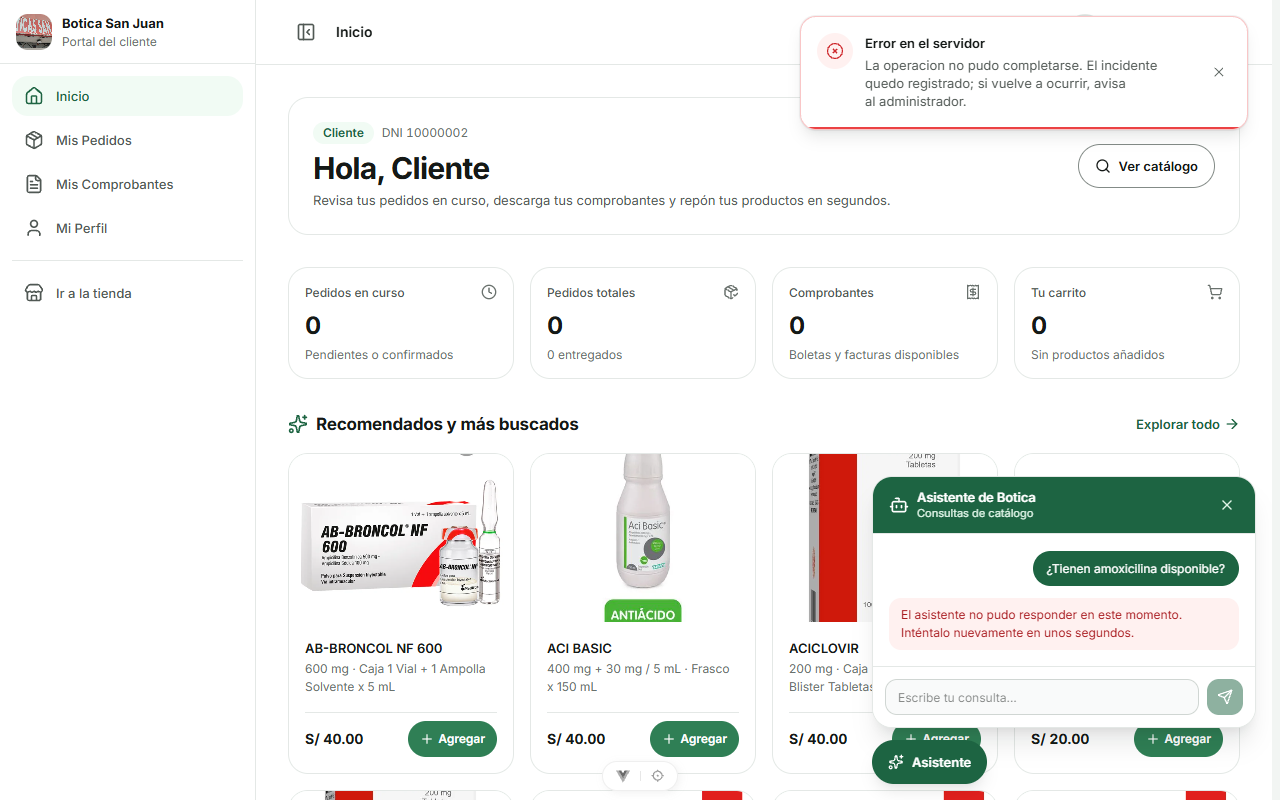 Botica San Juan
Portal del cliente
Inicio
Mis Pedidos
Mis Comprobantes
Mi Perfil
Ir a la tienda
Inicio
Error en el servidor
La operacion no pudo completarse. El incidente
quedo registrado; si vuelve a ocurrir, avisa
al administrador.
Cliente DNI 10000002
Hola, Cliente
Revisa tus pedidos en curso, descarga tus comprobantes y repón tus productos en segundos.
Ver catálogo
Pedidos en curso
0
Pendientes o confirmados
Pedidos totales
0
0 entregados
Comprobantes
0
Boletas y facturas disponibles
Tu carrito
0
Sin productos añadidos
Recomendados y más buscados
Explorar todo
AB-BRONCOL® NF
600
AB-BRONCOL NF 600
600 mg · Caja 1 Vial + 1 Ampolla
Solvente x 5 mL
S/ 40.00
Agregar
Aci Basic
ANTIÁCIDO
ACI BASIC
400 mg + 30 mg / 5 mL · Frasco
x 150 mL
S/ 40.00
Agregar
200 mg
Tabletas
ACICLOVIR
200 mg · Caja
Blister Tabletas
S/ 40.00
Agregar
S/ 20.00
Agregar
Asistente de Botica
Consultas de catálogo
¿Tienen amoxicilina disponible?
El asistente no pudo responder en este momento.
Inténtalo nuevamente en unos segundos.
Escribe tu consulta...
Asistente
200 mg
Tabletas